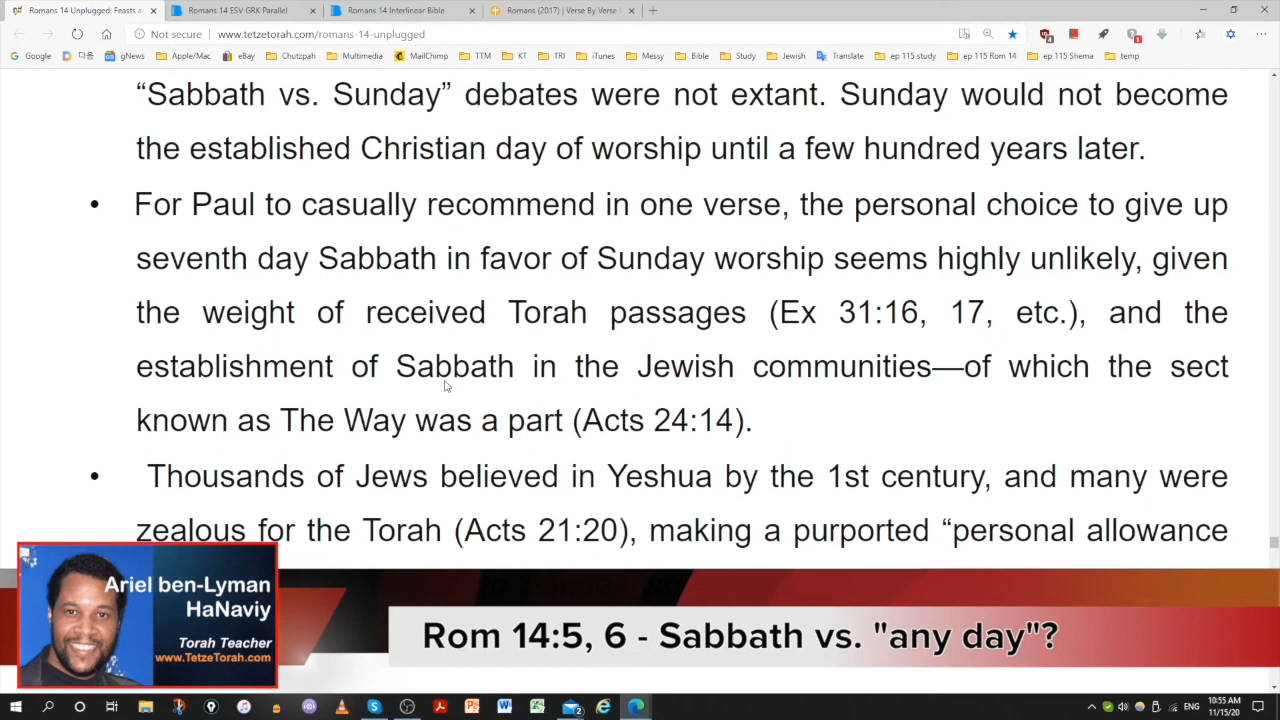 Romans 14 Unplugged: Feasts a
Romans 14 ESV GRK Parallel
Romans 14 Interlinear Bible
Romans (2017) | Verse By Verse
Not secure
www.tetzetorah.com/romans-14-unplugged
Google
다음
gNews
Apple/Mac
eBay
Chutzpah
Multimedia
MailChimp
TTM
KT
TRI
iTunes
Messy
Bible
Study
Jewish
Translate
ep 115 study
ep 115 Rom 14
ep 115 Shema
temp
“Sabbath vs. Sunday” debates were not extant. Sunday would not become
the established Christian day of worship until a few hundred years later.
• For Paul to casually recommend in one verse, the personal choice to give up
seventh day Sabbath in favor of Sunday worship seems highly unlikely, given
the weight of received Torah passages (Ex 31:16, 17, etc.), and the
establishment of Sabbath in the Jewish communities—of which the sect
known as The Way was a part (Acts 24:14).
• Thousands of Jews believed in Yeshua by the 1st century, and many were
zealous for the Torah (Acts 21:20), making a purported “personal allowance
Ariel ben-Lyman
HaNaviy
Torah Teacher
www.TetzeTorah.com
Rom 14:5, 6 - Sabbath vs. "any day"?
ENG
10:55 AM
11/15/20